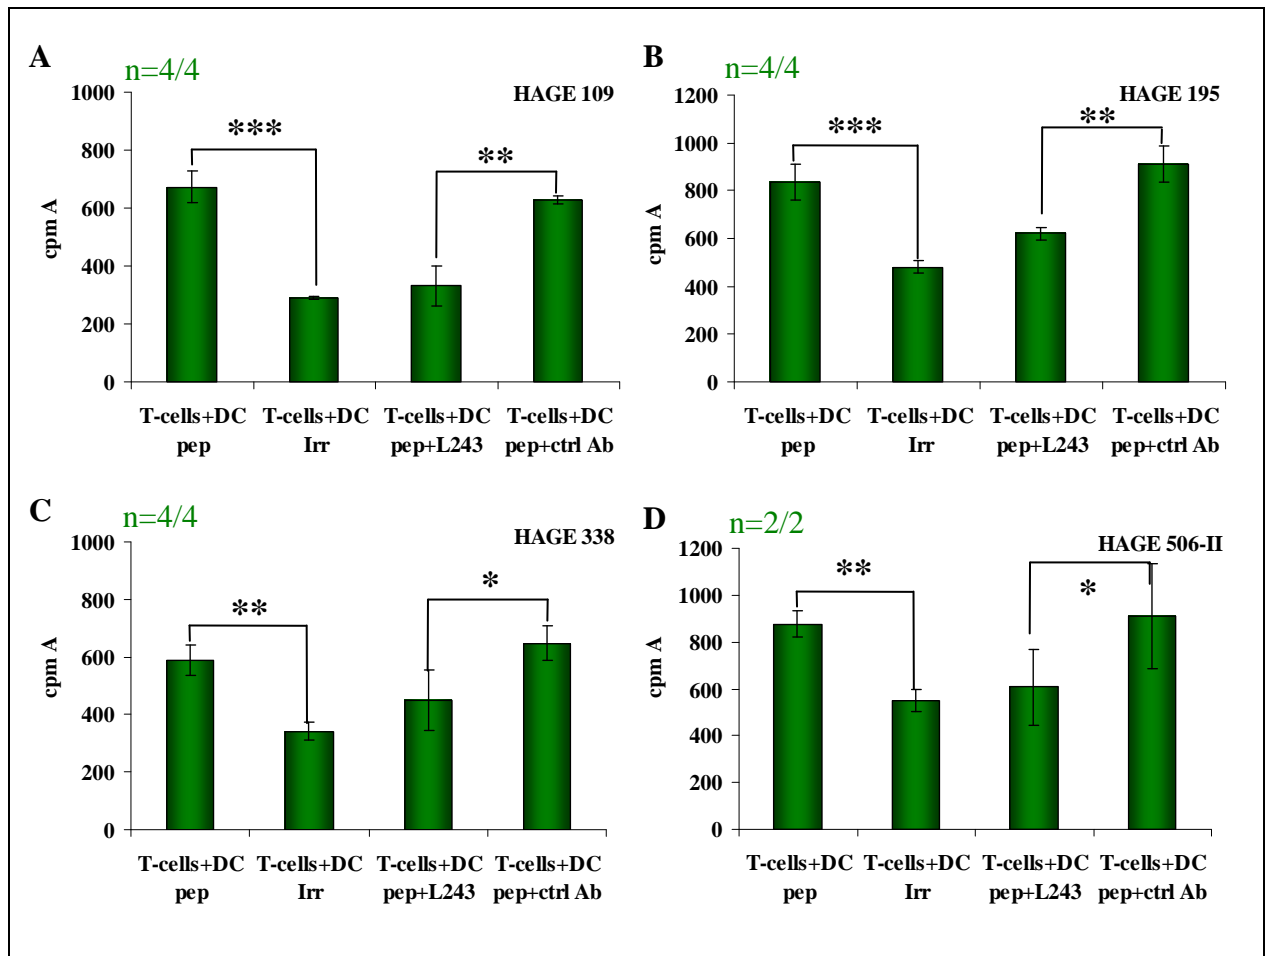 A
n=4/4
HAGE 109
1000
800
600
400
200
0
cpm A
***
**
T-cells+DC T-cells+DC T-cells+DC T-cells+DC
pep Irr pep+L243 pep+ctrl Ab
B
n=4/4
HAGE 195
1200
1000
800
600
400
200
0
cpm A
***
**
T-cells+DC T-cells+DC T-cells+DC T-cells+DC
pep Irr pep+L243 pep+ctrl Ab
C
n=4/4
HAGE 338
1000
800
600
400
200
0
cpm A
**
*
T-cells+DC T-cells+DC T-cells+DC T-cells+DC
pep Irr pep+L243 pep+ctrl Ab
D
n=2/2
HAGE 506-II
1200
1000
800
600
400
200
0
cpm A
**
*
T-cells+DC T-cells+DC T-cells+DC T-cells+DC
pep Irr pep+L243 pep+ctrl Ab